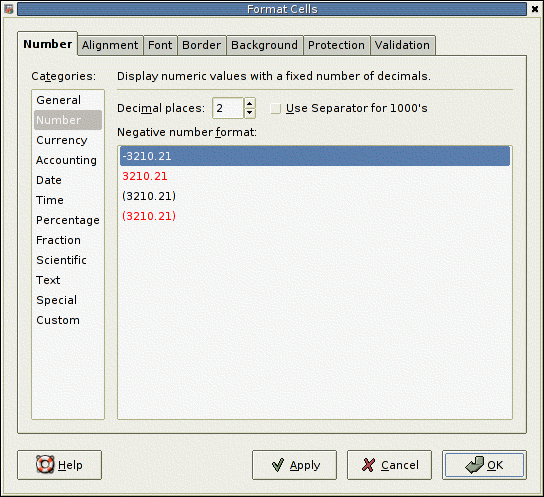 Format Cells
Number Alignment Font Border Background Protection Validation
Categories:
General
Number
Currency
Accounting
Date
Time
Percentage
Fraction
Scientific
Text
Special
Custom
Display numeric values with a fixed number of decimals.
Decimal places: 2 Use Separator for 1000's
Negative number format:
-3210.21
3210.21
(3210.21)
(3210.21)
Help Apply Cancel OK